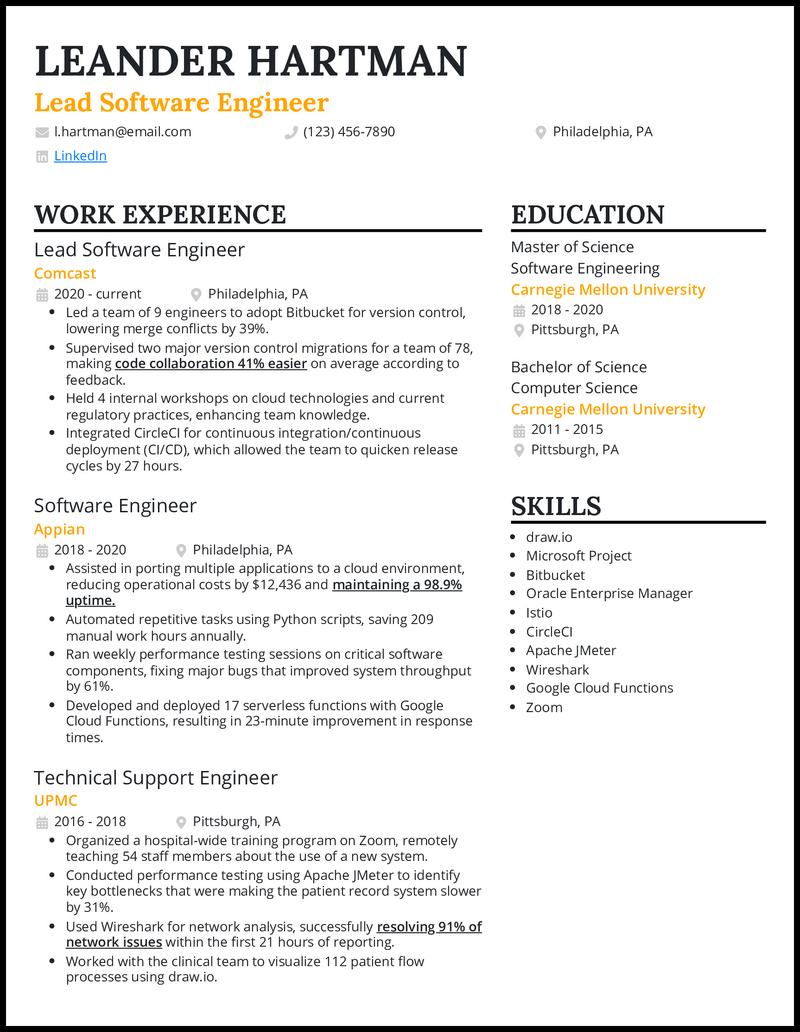 LEANDER HARTMAN
Lead Software Engineer
l.hartman@email.com
(123) 456-7890
Philadelphia, PA
LinkedIn
WORK EXPERIENCE
Lead Software Engineer
Comcast
2020 - current
Philadelphia, PA
• Led a team of 9 engineers to adopt Bitbucket for version control,
lowering merge conflicts by 39%.
• Supervised two major version control migrations for a team of 78,
making code collaboration 41% easier on average according to
feedback.
• Held 4 internal workshops on cloud technologies and current
regulatory practices, enhancing team knowledge.
• Integrated CircleCI for continuous integration/continuous
deployment (CI/CD), which allowed the team to quicken release
cycles by 27 hours.
Software Engineer
Appian
2018 - 2020
Philadelphia, PA
• Assisted in porting multiple applications to a cloud environment,
reducing operational costs by $12,436 and maintaining a 98.9%
uptime.
• Automated repetitive tasks using Python scripts, saving 209
manual work hours annually.
• Ran weekly performance testing sessions on critical software
components, fixing major bugs that improved system throughput
by 61%.
• Developed and deployed 17 serverless functions with Google
Cloud Functions, resulting in 23-minute improvement in response
times.
Technical Support Engineer
UPMC
2016 - 2018
Pittsburgh, PA
• Organized a hospital-wide training program on Zoom, remotely
teaching 54 staff members about the use of a new system.
• Conducted performance testing using Apache JMeter to identify
key bottlenecks that were making the patient record system slower
by 31%.
• Used Wireshark for network analysis, successfully resolving 91% of
network issues within the first 21 hours of reporting.
• Worked with the clinical team to visualize 112 patient flow
processes using draw.io.
EDUCATION
Master of Science
Software Engineering
Carnegie Mellon University
2018 - 2020
Pittsburgh, PA
Bachelor of Science
Computer Science
Carnegie Mellon University
2011 - 2015
Pittsburgh, PA
SKILLS
• draw.io
• Microsoft Project
• Bitbucket
• Oracle Enterprise Manager
• Istio
• CircleCI
• Apache JMeter
• Wireshark
• Google Cloud Functions
• Zoom